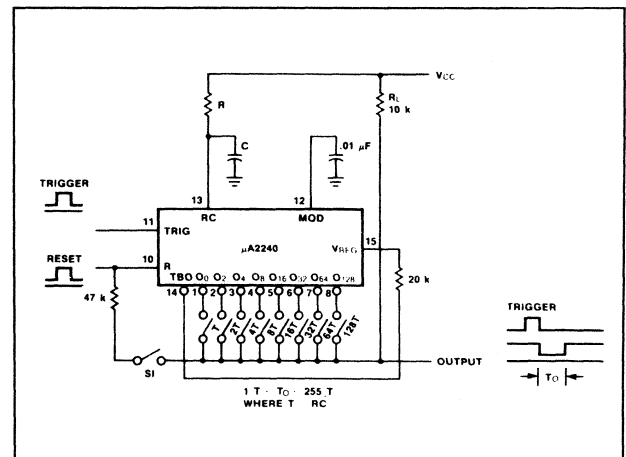 VCC
R
RL
10 k
C
.01 µF
TRIGGER
13
12
RC
MOD
11
TRIG
µA2240
VREG
15
RESET
10
R
TBO O0 O2 O4 O8 O16 O32 O64 O128
14 1 2 3 4 5 6 7 8
20 k
47 k
T 2T 4T 8T 16T 32T 64T 128T
TRIGGER
SI
OUTPUT
TO
1 T · TO · 255 T
WHERE T RC